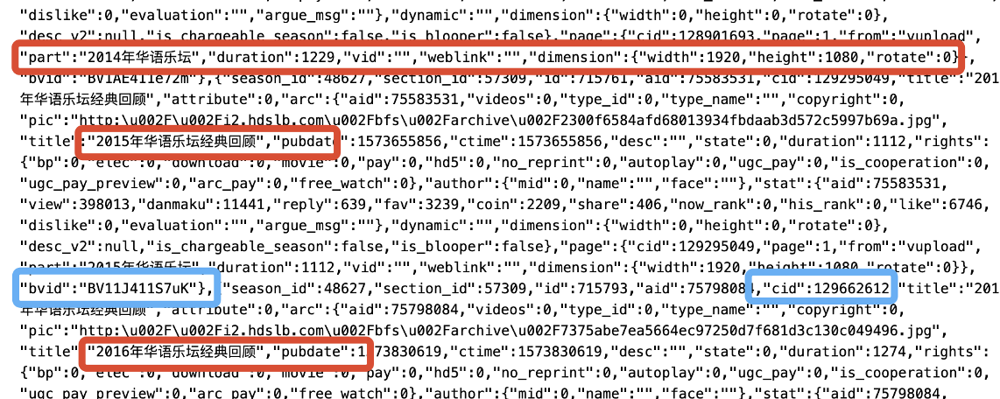 "dislike":0,"evaluation":"","argue_msg":""},"dynamic":"","dimension":{"width":0,"height":0,"rotate":0},
"desc_v2":null,"is_chargeable_season":false,"is_blooper":false},"page":{"cid":128901693,"page":1,"from":"vupload",
"part":"2014年华语乐坛","duration":1229,"vid":"","weblink":"","dimension":{"width":1920,"height":1080,"rotate":0}},
"bvid":"BV1AE411e72m"},{"season_id":48627,"section_id":57309,"id":715761,"aid":75583531,"cid":129295049,"title":"201
年华语乐坛经典回顾","attribute":0,"arc":{"aid":75583531,"videos":0,"type_id":0,"type_name":"","copyright":0,
"pic":"http:\u002F\u002Fi2.hdslb.com\u002Fbfs\u002Farchive\u002F2300f6584afd68013934fbdaab3d572c5997b69a.jpg",
"title":"2015年华语乐坛经典回顾","pubdate":1573655856,"ctime":1573655856,"desc":"","state":0,"duration":1112,"rights":
{"bp":0,"elec":0,"download":0,"movie":0,"pay":0,"hd5":0,"no_reprint":0,"autoplay":0,"ugc_pay":0,"is_cooperation":0,
"ugc_pay_preview":0,"arc_pay":0,"free_watch":0},"author":{"mid":0,"name":"","face":""},"stat":{"aid":75583531,
"view":398013,"danmaku":11441,"reply":639,"fav":3239,"coin":2209,"share":406,"now_rank":0,"his_rank":0,"like":6746,
"dislike":0,"evaluation":"","argue_msg":""},"dynamic":"","dimension":{"width":0,"height":0,"rotate":0},
"desc_v2":null,"is_chargeable_season":false,"is_blooper":false},"page":{"cid":129295049,"page":1,"from":"vupload",
"part":"2015年华语乐坛","duration":1112,"vid":"","weblink":"","dimension":{"width":1920,"height":1080,"rotate":0}},
"bvid":"BV11J411S7uK"},{"season_id":48627,"section_id":57309,"id":715793,"aid":75798084,"cid":129662612,"title":"201
年华语乐坛经典回顾","attribute":0,"arc":{"aid":75798084,"videos":0,"type_id":0,"type_name":"","copyright":0,
"pic":"http:\u002F\u002Fi2.hdslb.com\u002Fbfs\u002Farchive\u002F7375abe7ea5664ec97250d7f681d3c130c049496.jpg",
"title":"2016年华语乐坛经典回顾","pubdate":1573830619,"ctime":1573830619,"desc":"","state":0,"duration":1274,"rights":
{"bp":0,"elec":0,"download":0,"movie":0,"pay":0,"hd5":0,"no_reprint":0,"autoplay":0,"ugc_pay":0,"is_cooperation":0,
"ugc_pay_preview":0,"arc_pay":0,"free_watch":0},"author":{"mid":0,"name":"","face":""},"stat":{"aid":75798084,